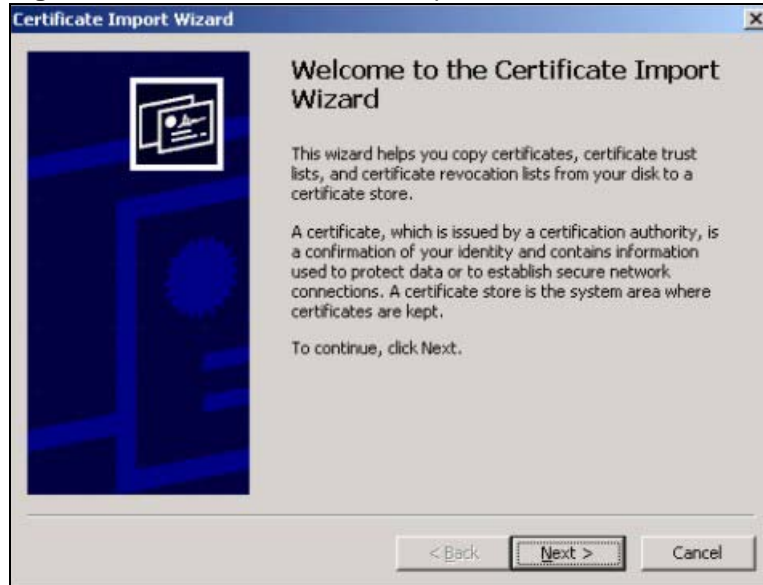 Certificate Import Wizard
Welcome to the Certificate Import
Wizard
This wizard helps you copy certificates, certificate trust
lists, and certificate revocation lists from your disk to a
certificate store.
A certificate, which is issued by a certification authority, is
a confirmation of your identity and contains information
used to protect data or to establish secure network
connections. A certificate store is the system area where
certificates are kept.
To continue, click Next.
< Back Next > Cancel